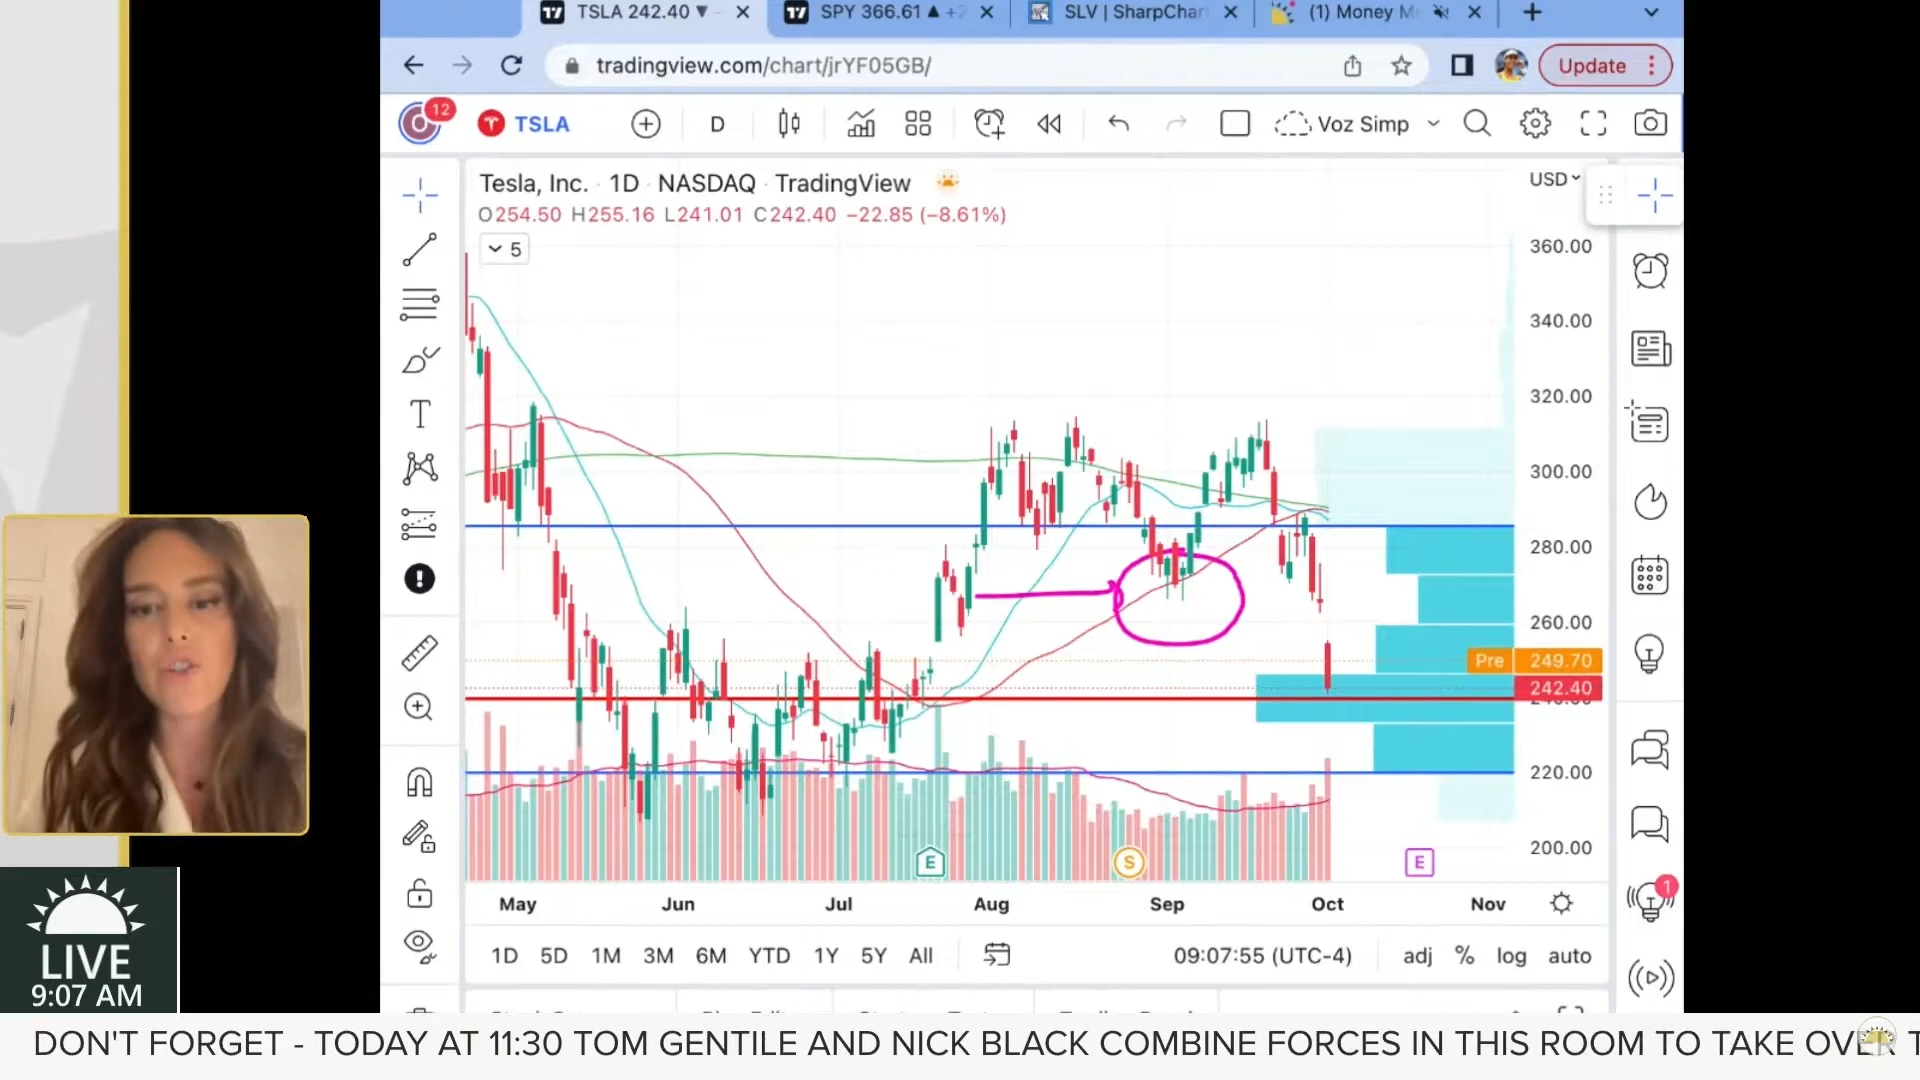 TSLA 242.40 ▼
SPY 366.61 ▲
SLV | SharpChar
(1) Money M
tradingview.com/chart/jrYF05GB/
Update
12
TSLA
D
Voz Simp
Tesla, Inc. · 1D · NASDAQ · TradingView
USD
O254.50 H255.16 L241.01 C242.40 −22.85 (−8.61%)
5
360.00
340.00
320.00
300.00
280.00
260.00
Pre 249.70
242.40
220.00
200.00
E
S
E
1
May Jun Jul Aug Sep Oct Nov
1D 5D 1M 3M 6M YTD 1Y 5Y All
09:07:55 (UTC-4)
adj % log auto
LIVE
9:07 AM
DON'T FORGET - TODAY AT 11:30 TOM GENTILE AND NICK BLACK COMBINE FORCES IN THIS ROOM TO TAKE OVER T